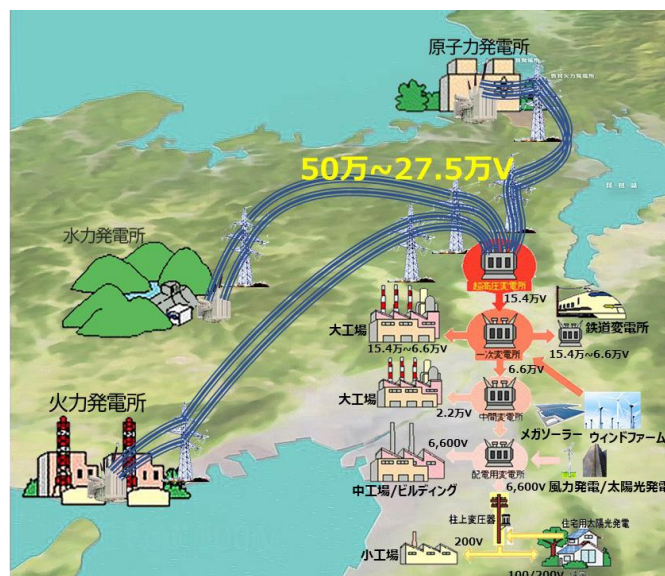 原子力発電所
50万~27.5万V
水力発電所
超高圧変電所
15.4万V
大工場
15.4万~6.6万V
一次変電所
鉄道変電所
15.4万~6.6万V
6.6万V
大工場
2.2万V
中間変電所
メガソーラー
ウィンドファーム
火力発電所
6,600V
中工場/ビルディング
配電用変電所
風力発電/太陽光発電
6,600V
柱上変圧器
住宅用太陽光発電
小工場
200V
100/200V
琵琶湖